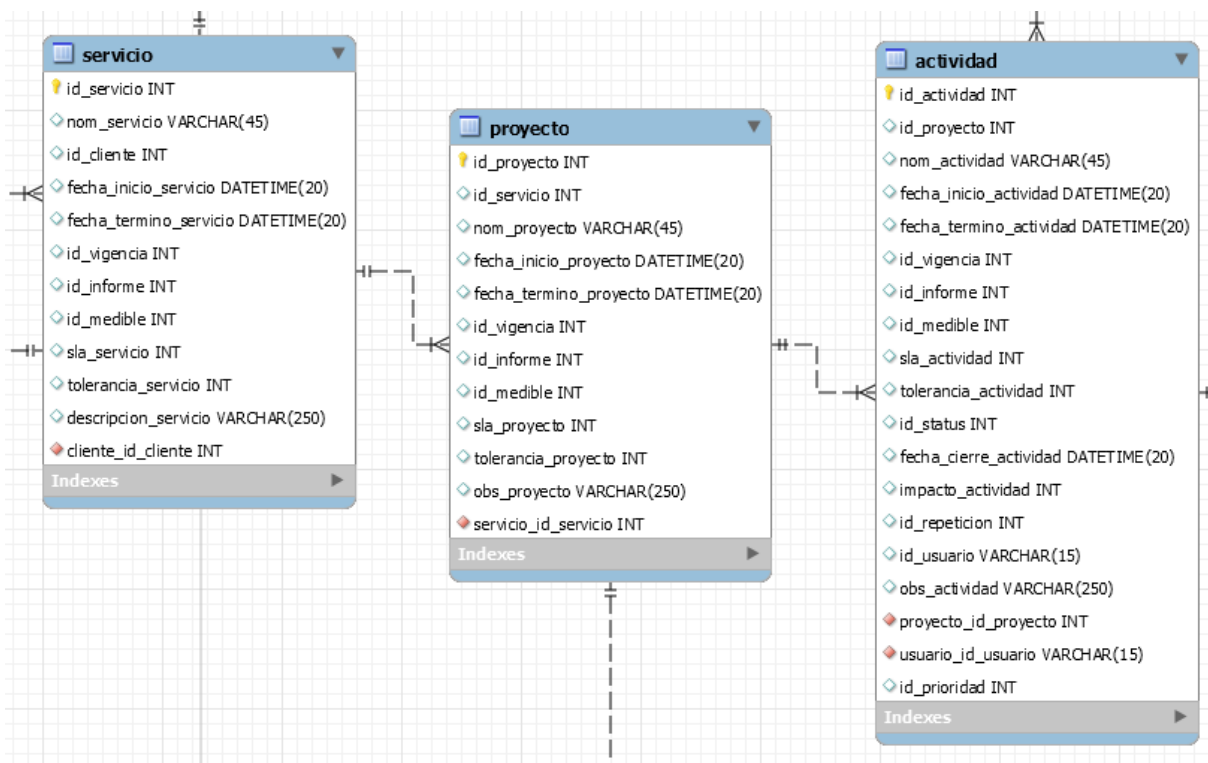 servicio
id_servicio INT
nom_servicio VARCHAR(45)
id_cliente INT
fecha_inicio_servicio DATETIME(20)
fecha_termino_servicio DATETIME(20)
id_vigencia INT
id_informe INT
id_medible INT
sla_servicio INT
tolerancia_servicio INT
descripcion_servicio VARCHAR(250)
cliente_id_cliente INT
Indexes
proyecto
id_proyecto INT
id_servicio INT
nom_proyecto VARCHAR(45)
fecha_inicio_proyecto DATETIME(20)
fecha_termino_proyecto DATETIME(20)
id_vigencia INT
id_informe INT
id_medible INT
sla_proyecto INT
tolerancia_proyecto INT
obs_proyecto VARCHAR(250)
servicio_id_servicio INT
Indexes
actividad
id_actividad INT
id_proyecto INT
nom_actividad VARCHAR(45)
fecha_inicio_actividad DATETIME(20)
fecha_termino_actividad DATETIME(20)
id_vigencia INT
id_informe INT
id_medible INT
sla_actividad INT
tolerancia_actividad INT
id_status INT
fecha_cierre_actividad DATETIME(20)
impacto_actividad INT
id_repeticion INT
id_usuario VARCHAR(15)
obs_actividad VARCHAR(250)
proyecto_id_proyecto INT
usuario_id_usuario VARCHAR(15)
id_prioridad INT
Indexes